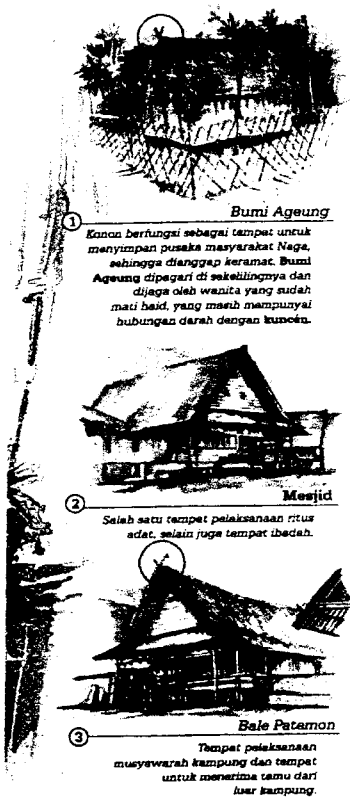 Bumi Ageung
1
Konon berfungsi sebagai tempat untuk
menyimpan pusaka masyarakat Naga,
sehingga dianggap keramat. Bumi
Ageung dipagari di sekelilingnya dan
dijaga oleh wanita yang sudah
mati haid, yang masih mempunyai
hubungan darah dengan kuncén.
Mesjid
2
Salah satu tempat pelaksanaan ritus
adat, selain juga tempat ibadah.
Bale Patemon
3
Tempat pelaksanaan
musyawarah kampung dan tempat
untuk menerima tamu dari
luar kampung.